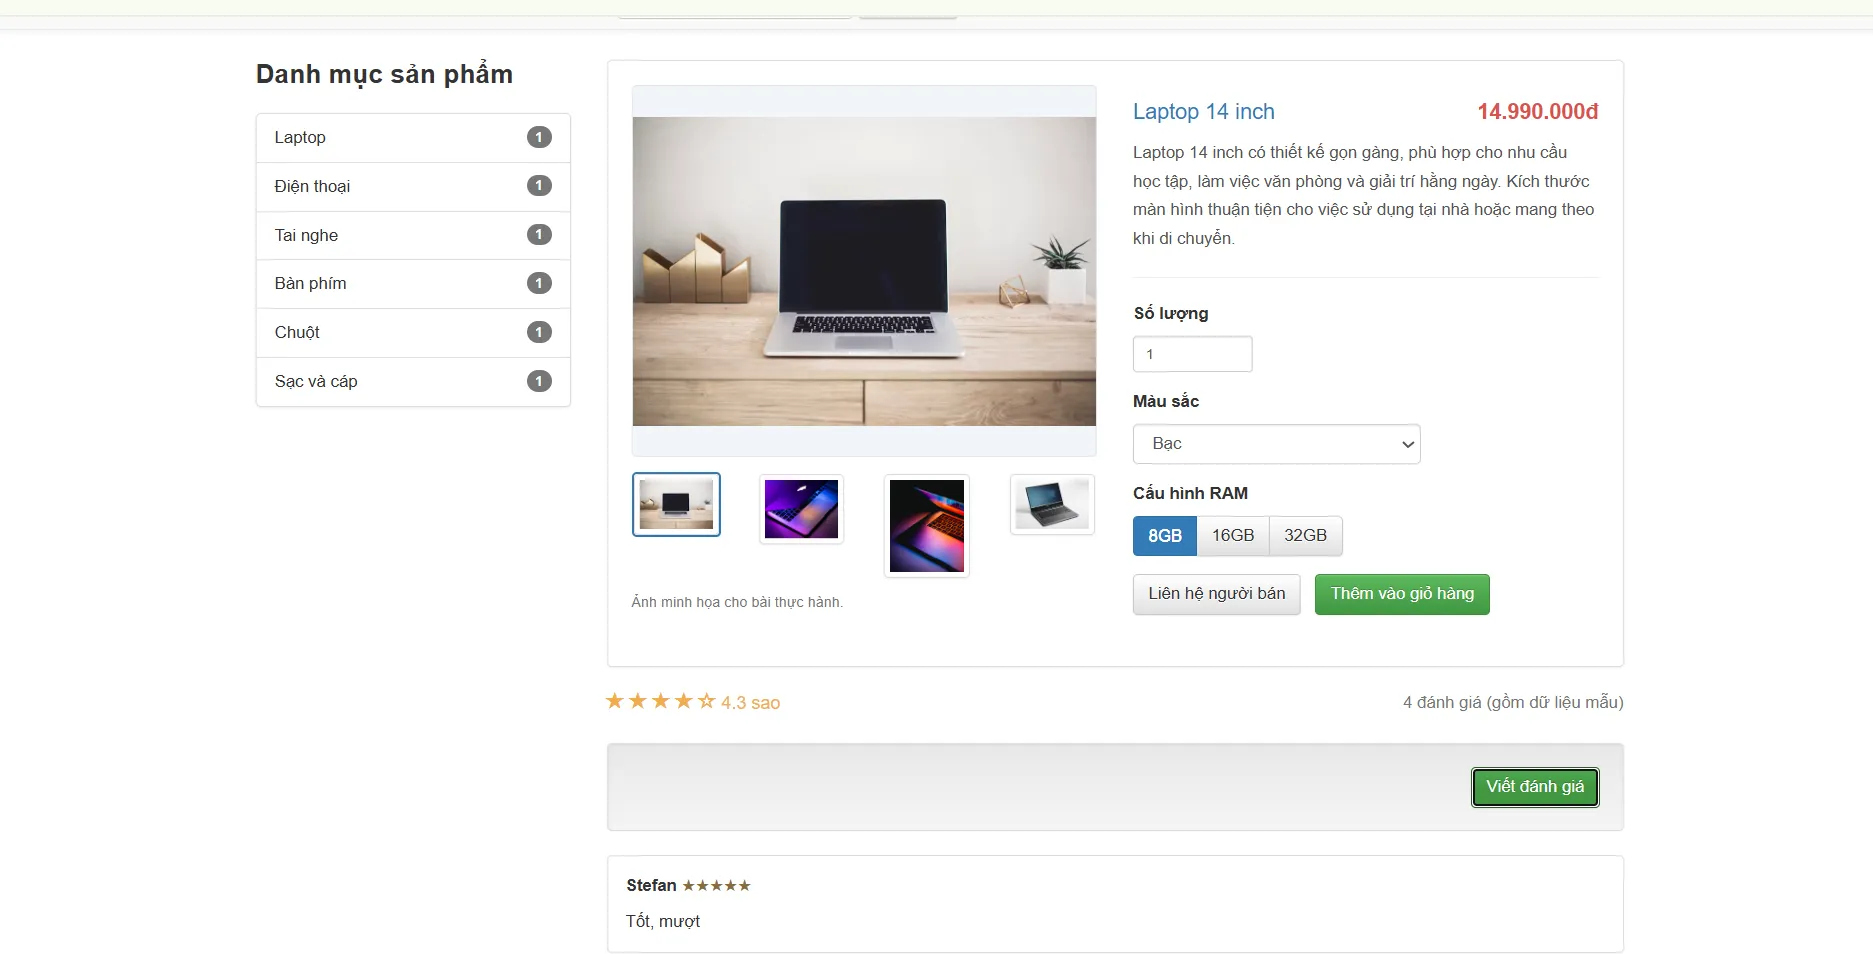 Danh mục sản phẩm
Laptop 1
Điện thoại 1
Tai nghe 1
Bàn phím 1
Chuột 1
Sạc và cáp 1
Laptop 14 inch 14.990.000đ
Laptop 14 inch có thiết kế gọn gàng, phù hợp cho nhu cầu
học tập, làm việc văn phòng và giải trí hằng ngày. Kích thước
màn hình thuận tiện cho việc sử dụng tại nhà hoặc mang theo
khi di chuyển.
Số lượng
1
Màu sắc
Bạc
Cấu hình RAM
8GB 16GB 32GB
Liên hệ người bán Thêm vào giỏ hàng
Ảnh minh họa cho bài thực hành.
★★★★☆ 4.3 sao 4 đánh giá (gồm dữ liệu mẫu)
Viết đánh giá
Stefan ★★★★★
Tốt, mượt